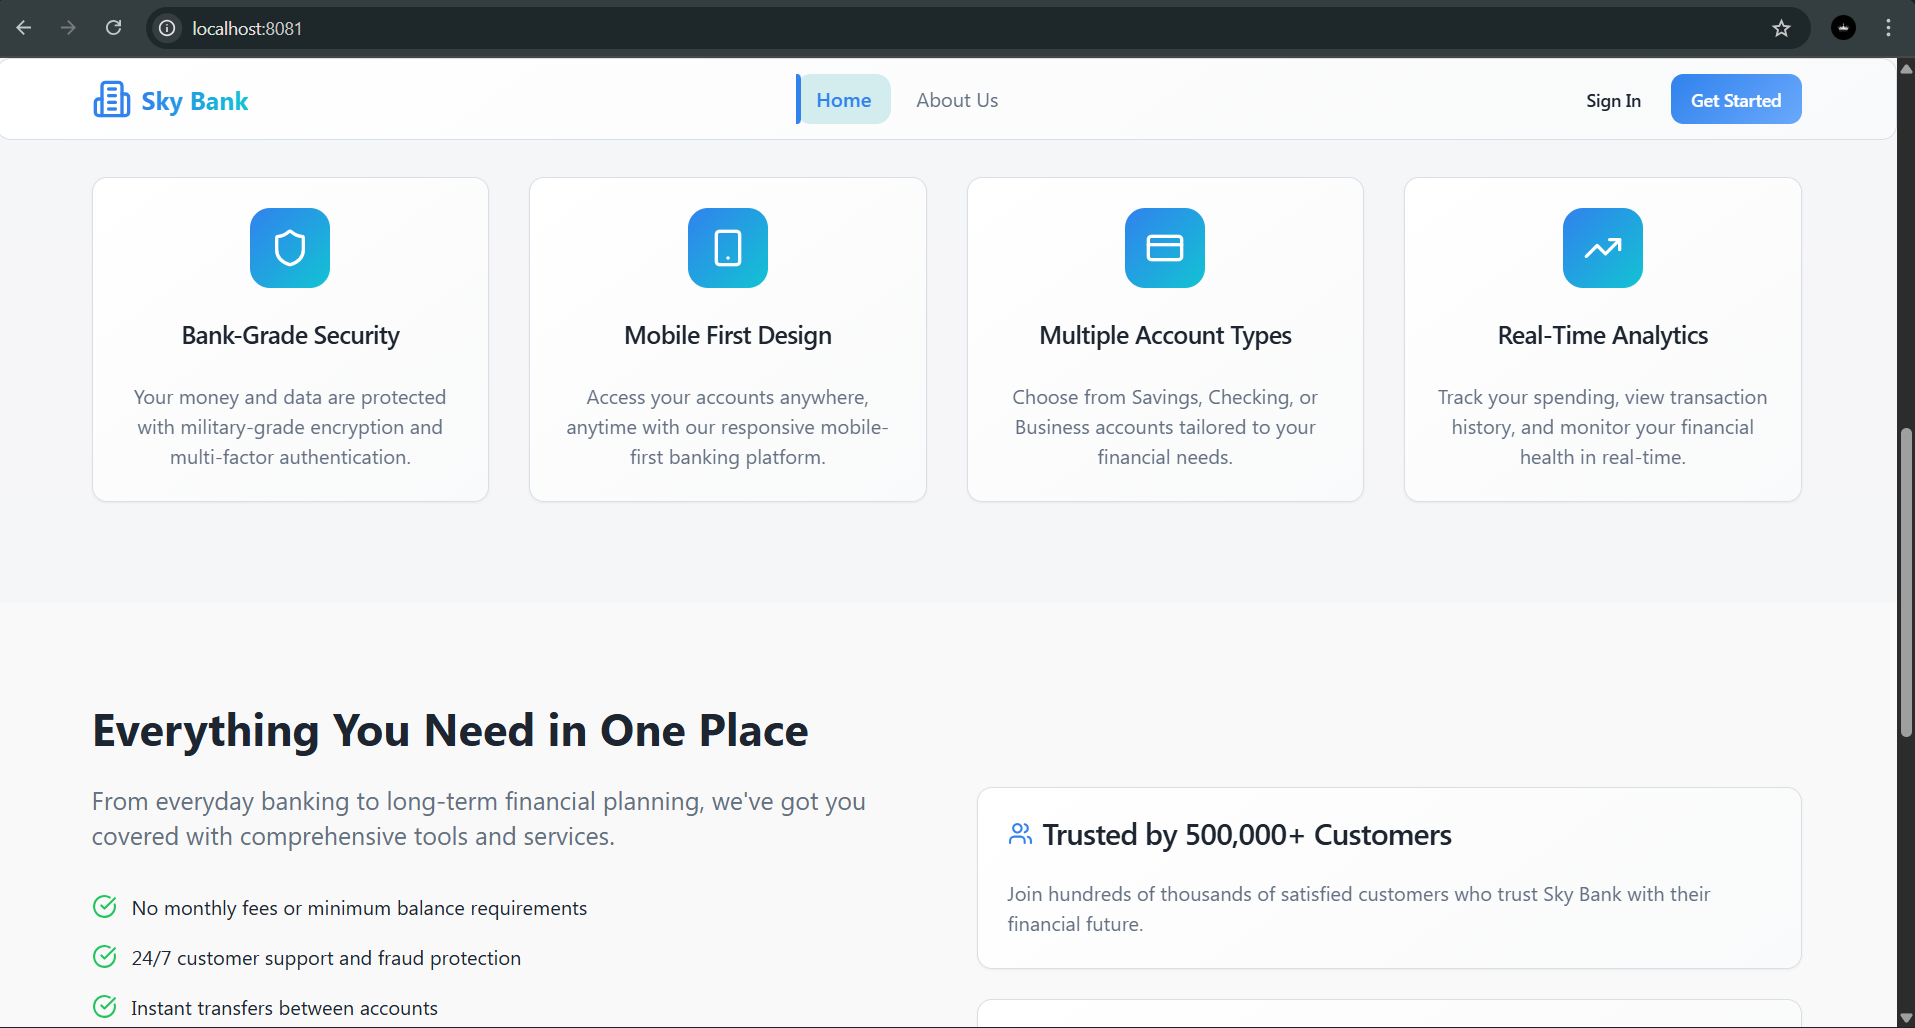 localhost:8081
Sky Bank
Home
About Us
Sign In
Get Started
Bank-Grade Security
Your money and data are protected
with military-grade encryption and
multi-factor authentication.
Mobile First Design
Access your accounts anywhere,
anytime with our responsive mobile-
first banking platform.
Multiple Account Types
Choose from Savings, Checking, or
Business accounts tailored to your
financial needs.
Real-Time Analytics
Track your spending, view transaction
history, and monitor your financial
health in real-time.
Everything You Need in One Place
From everyday banking to long-term financial planning, we've got you
covered with comprehensive tools and services.
No monthly fees or minimum balance requirements
24/7 customer support and fraud protection
Instant transfers between accounts
Trusted by 500,000+ Customers
Join hundreds of thousands of satisfied customers who trust Sky Bank with their
financial future.